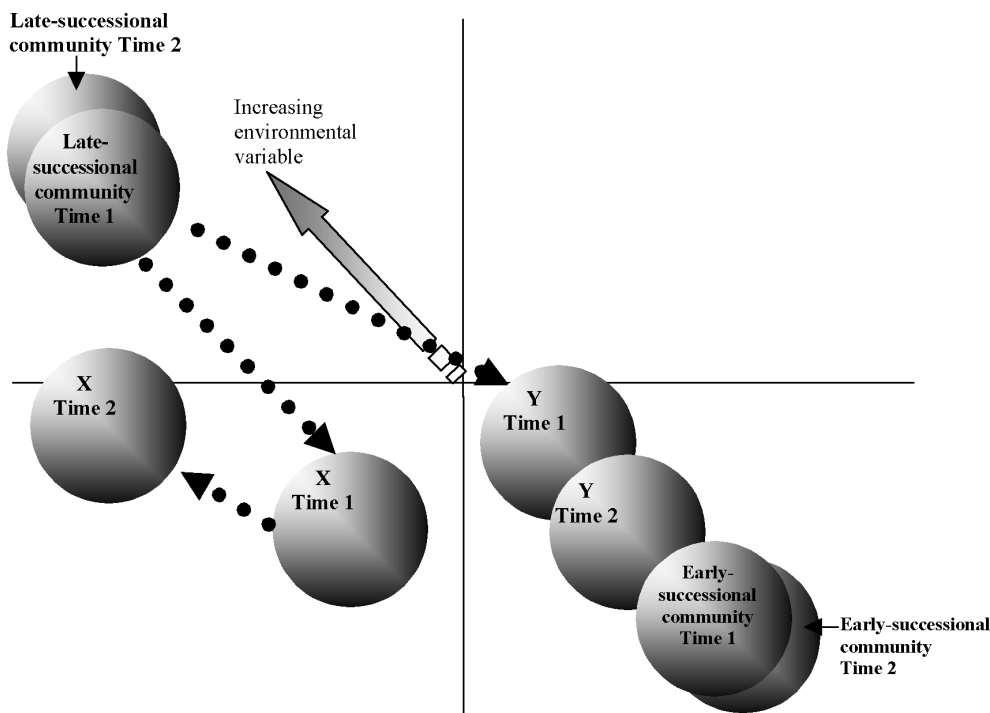 Late-successional
community Time 2
Increasing
environmental
variable
Late-
successional
community
Time 1
X
Time 2
X
Time 1
Y
Time 1
Y
Time 2
Early-
successional
community
Time 1
Early-successional
community
Time 2